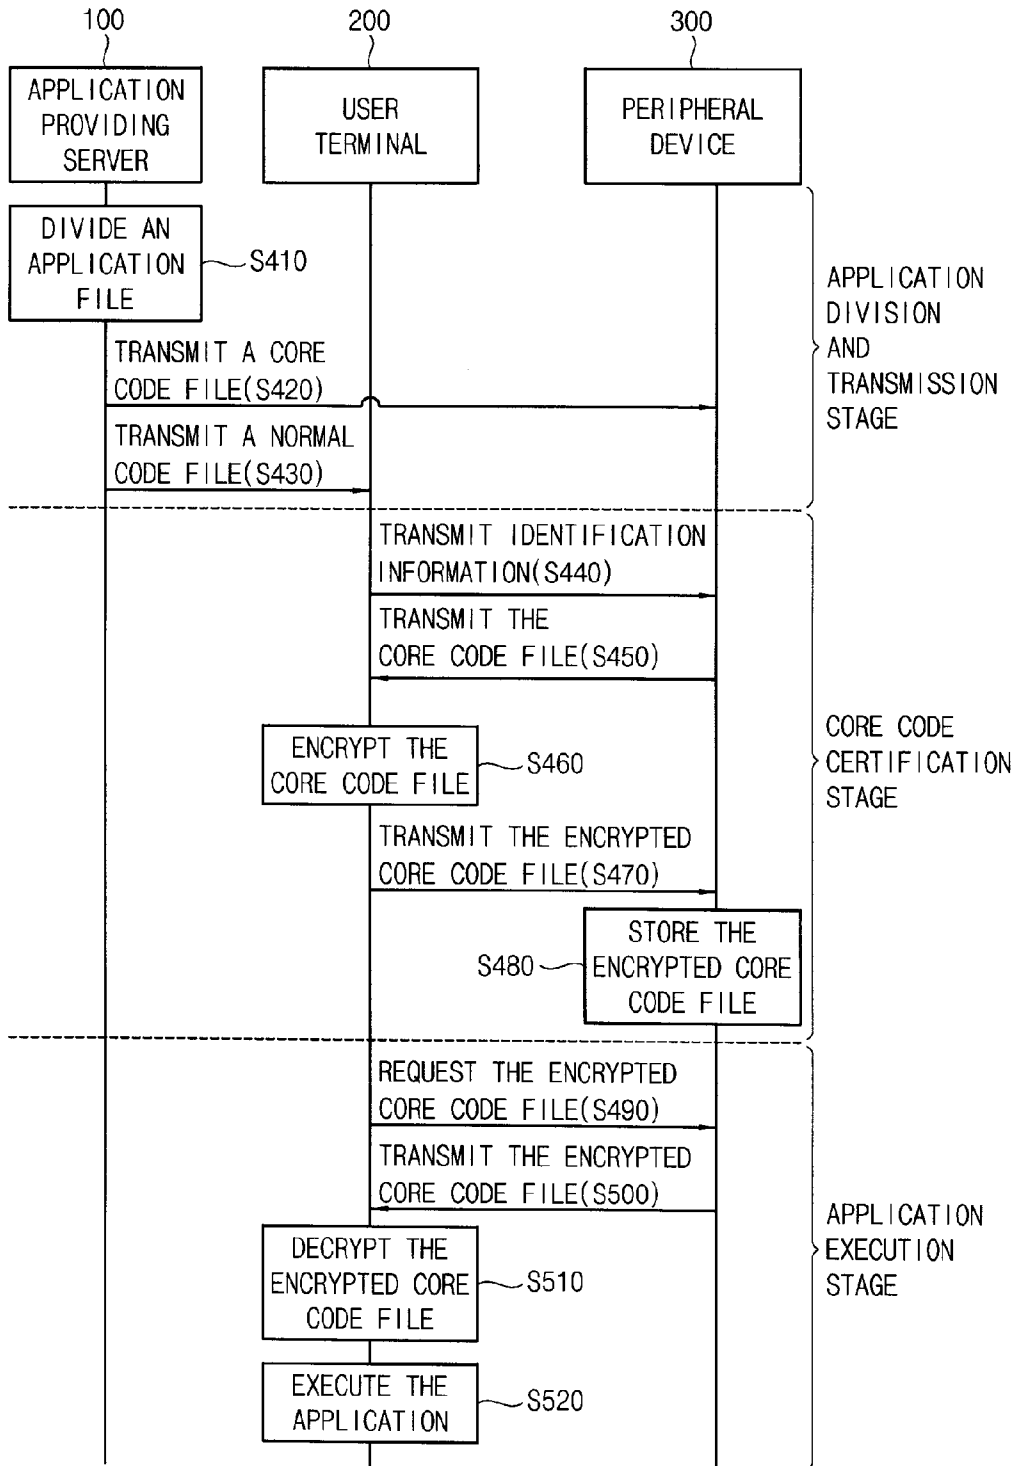 100
200
300
APPLICATION
PROVIDING
SERVER
USER
TERMINAL
PERIPHERAL
DEVICE
DIVIDE AN
APPLICATION
FILE
S410
TRANSMIT A CORE
CODE FILE(S420)
TRANSMIT A NORMAL
CODE FILE(S430)
APPLICATION
DIVISION
AND
TRANSMISSION
STAGE
TRANSMIT IDENTIFICATION
INFORMATION(S440)
TRANSMIT THE
CORE CODE FILE(S450)
ENCRYPT THE
CORE CODE FILE
S460
TRANSMIT THE ENCRYPTED
CORE CODE FILE(S470)
STORE THE
ENCRYPTED CORE
CODE FILE
S480
CORE CODE
CERTIFICATION
STAGE
REQUEST THE ENCRYPTED
CORE CODE FILE(S490)
TRANSMIT THE ENCRYPTED
CORE CODE FILE(S500)
DECRYPT THE
ENCRYPTED CORE
CODE FILE
S510
EXECUTE THE
APPLICATION
S520
APPLICATION
EXECUTION
STAGE